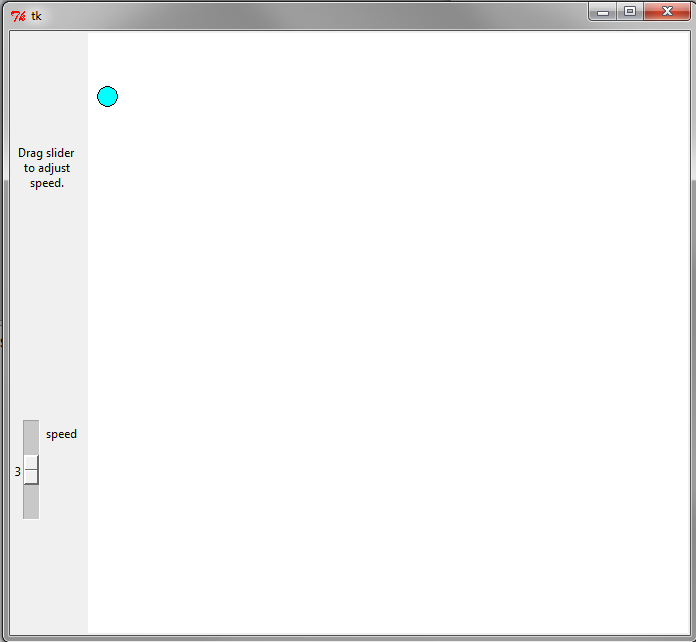 tk
Drag slider
to adjust
speed.
speed
3